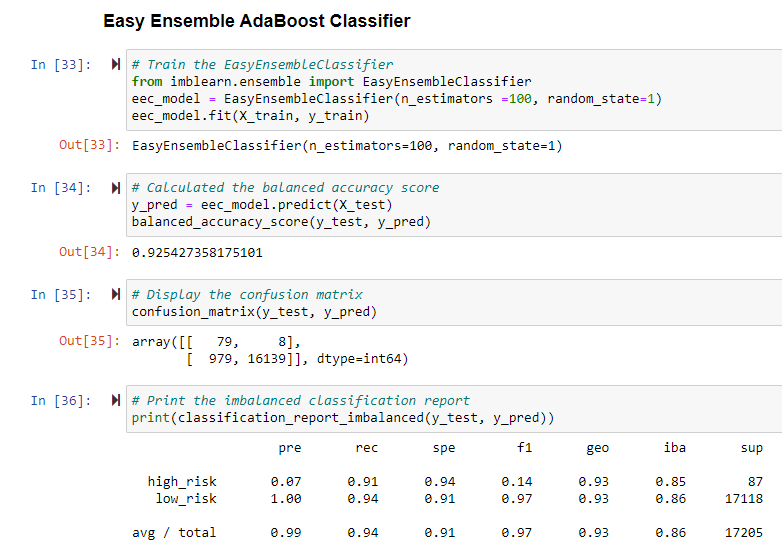 Easy Ensemble AdaBoost Classifier
In [33]: # Train the EasyEnsembleClassifier
from imblearn.ensemble import EasyEnsembleClassifier
eec_model = EasyEnsembleClassifier(n_estimators =100, random_state=1)
eec_model.fit(X_train, y_train)
Out[33]: EasyEnsembleClassifier(n_estimators=100, random_state=1)
In [34]: # Calculated the balanced accuracy score
y_pred = eec_model.predict(X_test)
balanced_accuracy_score(y_test, y_pred)
Out[34]: 0.925427358175101
In [35]: # Display the confusion matrix
confusion_matrix(y_test, y_pred)
Out[35]: array([[   79,     8],
[  979, 16139]], dtype=int64)
In [36]: # Print the imbalanced classification report
print(classification_report_imbalanced(y_test, y_pred))
pre rec spe f1 geo iba sup
high_risk 0.07 0.91 0.94 0.14 0.93 0.85 87
low_risk 1.00 0.94 0.91 0.97 0.93 0.86 17118
avg / total 0.99 0.94 0.91 0.97 0.93 0.86 17205